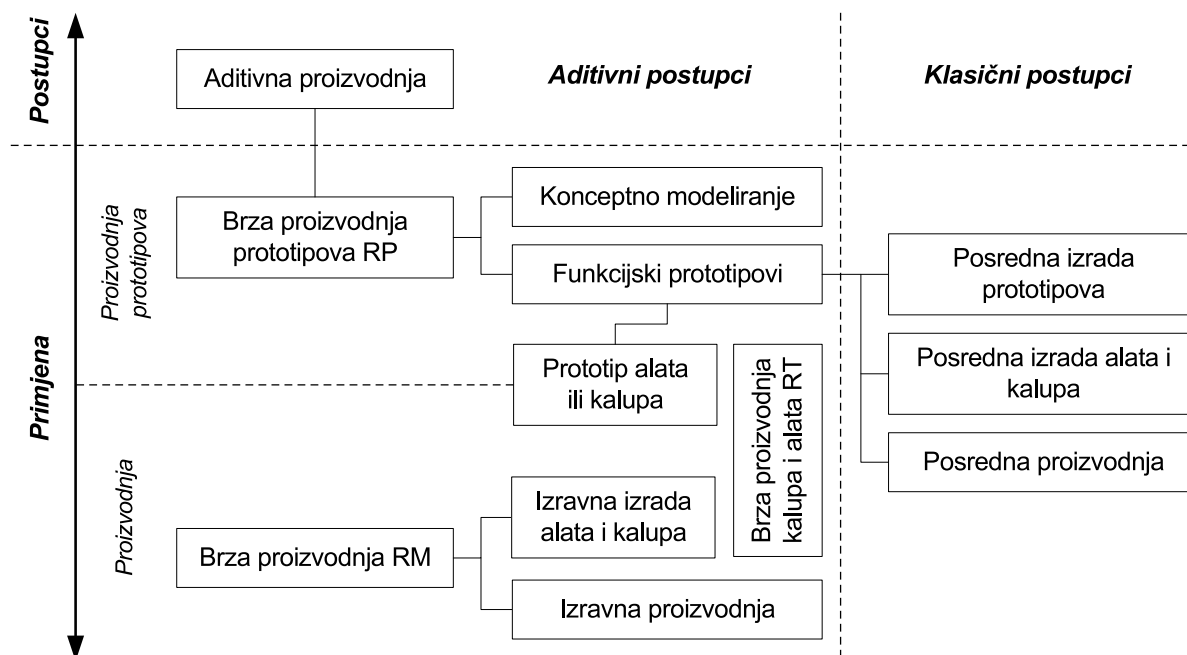 Postupci
Aditivna proizvodnja
Aditivni postupci
Klasični postupci
Primjena
Proizvodnja
prototipova
Brza proizvodnja
prototipova RP
Konceptno modeliranje
Funkcijski prototipovi
Posredna izrada
prototipova
Prototip alata
ili kalupa
Brza proizvodnja
kalupa i alata RT
Posredna izrada alata i
kalupa
Posredna proizvodnja
Proizvodnja
Brza proizvodnja RM
Izravna izrada
alata i kalupa
Izravna proizvodnja